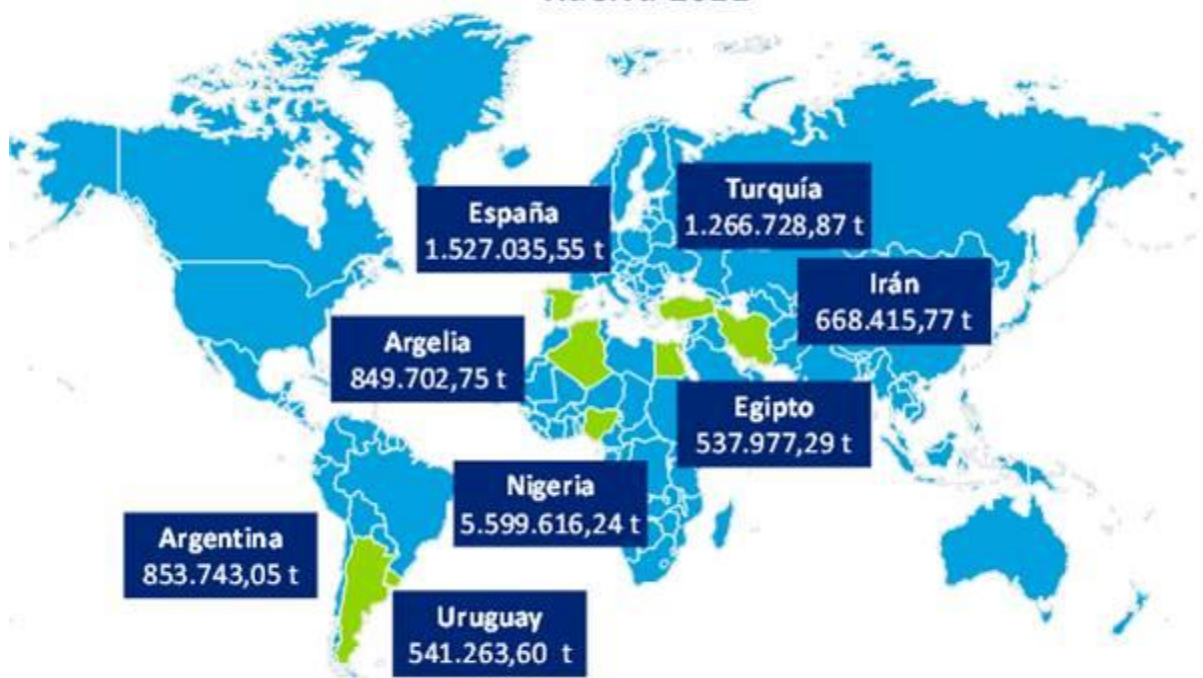 España
1.527.035,55 t
Turquía
1.266.728,87 t
Irán
668.415,77 t
Argelia
849.702,75 t
Egipto
537.977,29 t
Nigeria
5.599.616,24 t
Argentina
853.743,05 t
Uruguay
541.263,60 t